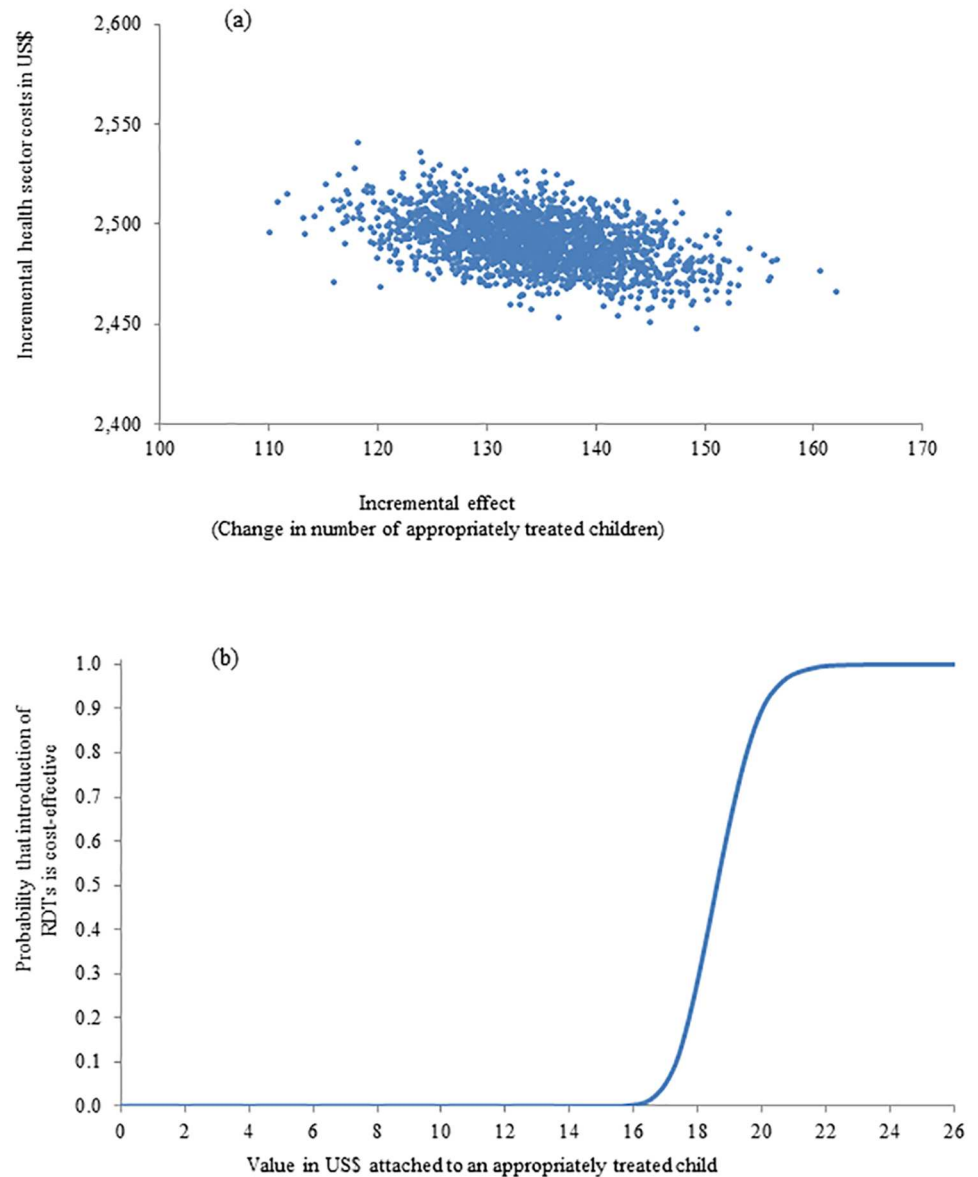 (a)
Incremental health sector costs in US$
2,600
2,550
2,500
2,450
2,400
100 110 120 130 140 150 160 170
Incremental effect
(Change in number of appropriately treated children)
(b)
Probability that introduction of
RDTs is cost-effective
1.0
0.9
0.8
0.7
0.6
0.5
0.4
0.3
0.2
0.1
0.0
0 2 4 6 8 10 12 14 16 18 20 22 24 26
Value in US$ attached to an appropriately treated child